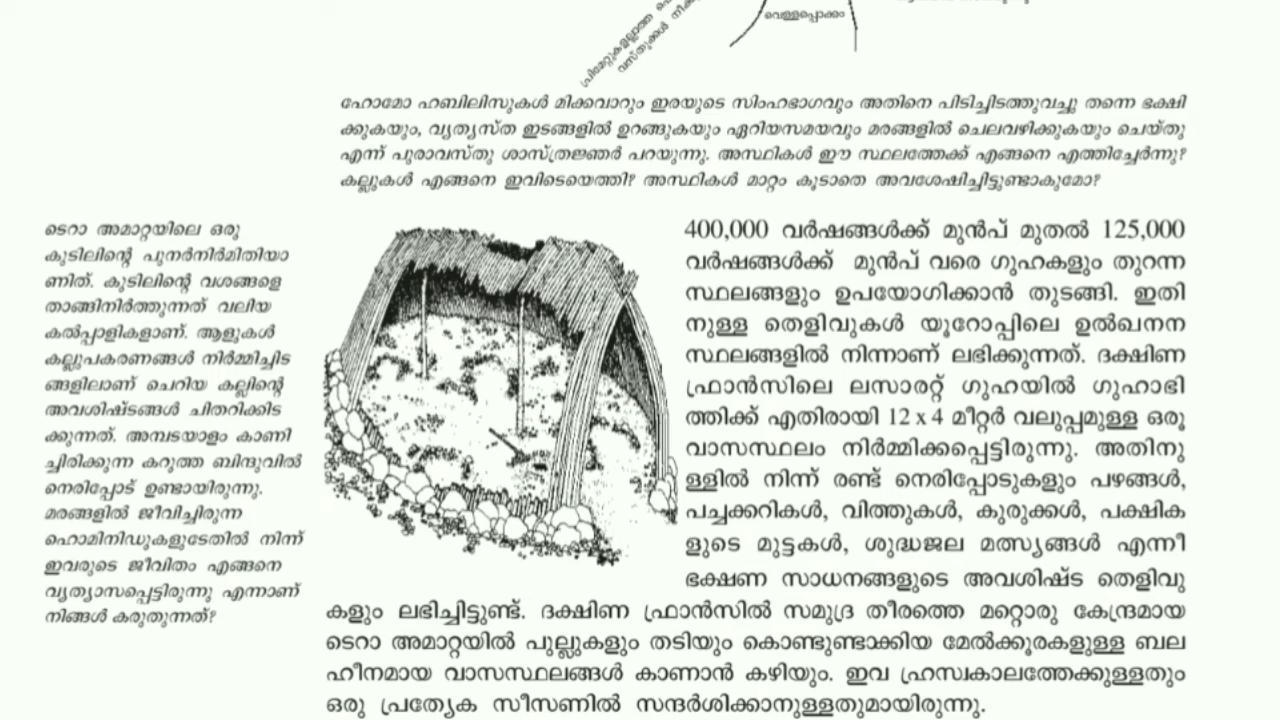 പ്രിമേറ്റുകളല്ലാത്ത
വസ്തുക്കൾ
വെള്ളപ്പൊക്കം
ഹോമോ ഹബിലിസുകൾ മിക്കവാറും ഇരയുടെ സിംഹഭാഗവും അതിനെ പിടിച്ചിടത്തുവച്ചു തന്നെ ഭക്ഷി
ക്കുകയും, വ്യത്യസ്ത ഇടങ്ങളിൽ ഉറങ്ങുകയും ഏറിയസമയവും മരങ്ങളിൽ ചെലവഴിക്കുകയും ചെയ്തു
എന്ന് പുരാവസ്തു ശാസ്ത്രജ്ഞർ പറയുന്നു. അസ്ഥികൾ ഈ സ്ഥലത്തേക്ക് എങ്ങനെ എത്തിച്ചേർന്നു?
കല്ലുകൾ എങ്ങനെ ഇവിടെയെത്തി? അസ്ഥികൾ മാറ്റം കൂടാതെ അവശേഷിച്ചിട്ടുണ്ടാകുമോ?
ടെറാ അമാറ്റയിലെ ഒരു
കുടിലിന്റെ പുനർനിർമിതിയാ
ണിത്. കുടിലിന്റെ വശങ്ങളെ
താങ്ങിനിർത്തുന്നത് വലിയ
കൽപ്പാളികളാണ്. ആളുകൾ
കല്ലുപകരണങ്ങൾ നിർമ്മിച്ചിട
ങ്ങളിലാണ് ചെറിയ കല്ലിന്റെ
അവശിഷ്ടങ്ങൾ ചിതറിക്കിട
ക്കുന്നത്. അമ്പടയാളം കാണി
ച്ചിരിക്കുന്ന കറുത്ത ബിന്ദുവിൽ
നെരിപ്പോട് ഉണ്ടായിരുന്നു.
മരങ്ങളിൽ ജീവിച്ചിരുന്ന
ഹൊമിനിഡുകളുടേതിൽ നിന്ന്
ഇവരുടെ ജീവിതം എങ്ങനെ
വ്യത്യാസപ്പെട്ടിരുന്നു എന്നാണ്
നിങ്ങൾ കരുതുന്നത്?
400,000 വർഷങ്ങൾക്ക് മുൻപ് മുതൽ 125,000
വർഷങ്ങൾക്ക് മുൻപ് വരെ ഗുഹകളും തുറന്ന
സ്ഥലങ്ങളും ഉപയോഗിക്കാൻ തുടങ്ങി. ഇതി
നുള്ള തെളിവുകൾ യൂറോപ്പിലെ ഉൽഖനന
സ്ഥലങ്ങളിൽ നിന്നാണ് ലഭിക്കുന്നത്. ദക്ഷിണ
ഫ്രാൻസിലെ ലസാരറ്റ് ഗുഹയിൽ ഗുഹാഭി
ത്തിക്ക് എതിരായി 12 x 4 മീറ്റർ വലുപ്പമുള്ള ഒരു
വാസസ്ഥലം നിർമ്മിക്കപ്പെട്ടിരുന്നു. അതിനു
ള്ളിൽ നിന്ന് രണ്ട് നെരിപ്പോടുകളും പഴങ്ങൾ,
പച്ചക്കറികൾ, വിത്തുകൾ, കുരുക്കൾ, പക്ഷിക
ളുടെ മുട്ടകൾ, ശുദ്ധജല മത്സ്യങ്ങൾ എന്നീ
ഭക്ഷണ സാധനങ്ങളുടെ അവശിഷ്ട തെളിവു
കളും ലഭിച്ചിട്ടുണ്ട്. ദക്ഷിണ ഫ്രാൻസിൽ സമുദ്ര തീരത്തെ മറ്റൊരു കേന്ദ്രമായ
ടെറാ അമാറ്റയിൽ പുല്ലുകളും തടിയും കൊണ്ടുണ്ടാക്കിയ മേൽക്കൂരകളുള്ള ബല
ഹീനമായ വാസസ്ഥലങ്ങൾ കാണാൻ കഴിയും. ഇവ ഹ്രസ്വകാലത്തേക്കുള്ളതും
ഒരു പ്രത്യേക സീസണിൽ സന്ദർശിക്കാനുള്ളതുമായിരുന്നു.